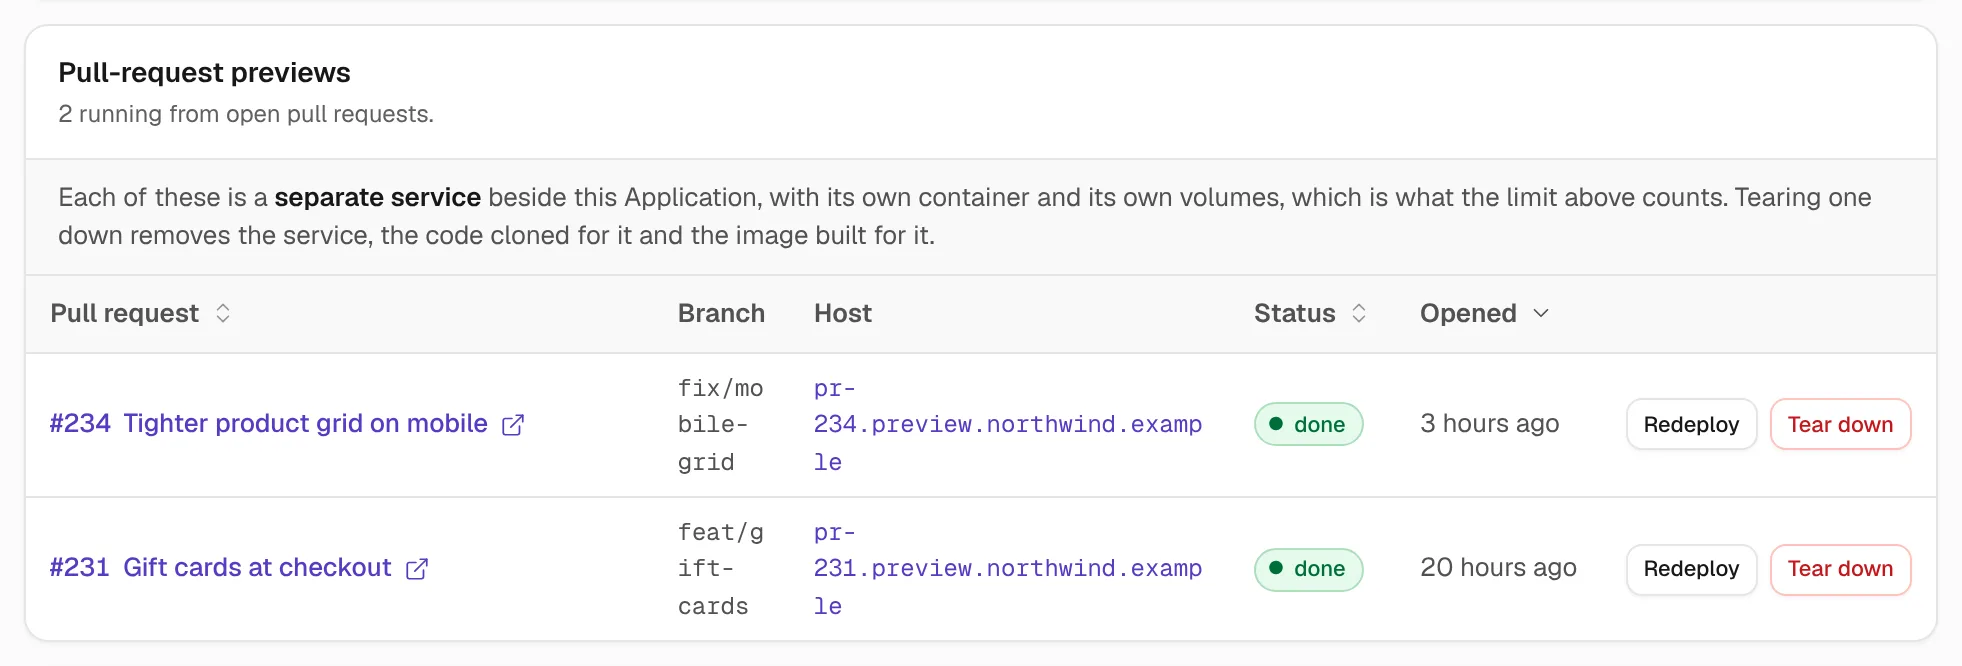 Pull-request previews
2 running from open pull requests.
Each of these is a separate service beside this Application, with its own container and its own volumes, which is what the limit above counts. Tearing one
down removes the service, the code cloned for it and the image built for it.
Pull request Branch Host Status Opened
#234 Tighter product grid on mobile
fix/mo
bile-
grid
pr-
234.preview.northwind.examp
le
done
3 hours ago
Redeploy
Tear down
#231 Gift cards at checkout
feat/g
ift-
cards
pr-
231.preview.northwind.examp
le
done
20 hours ago
Redeploy
Tear down